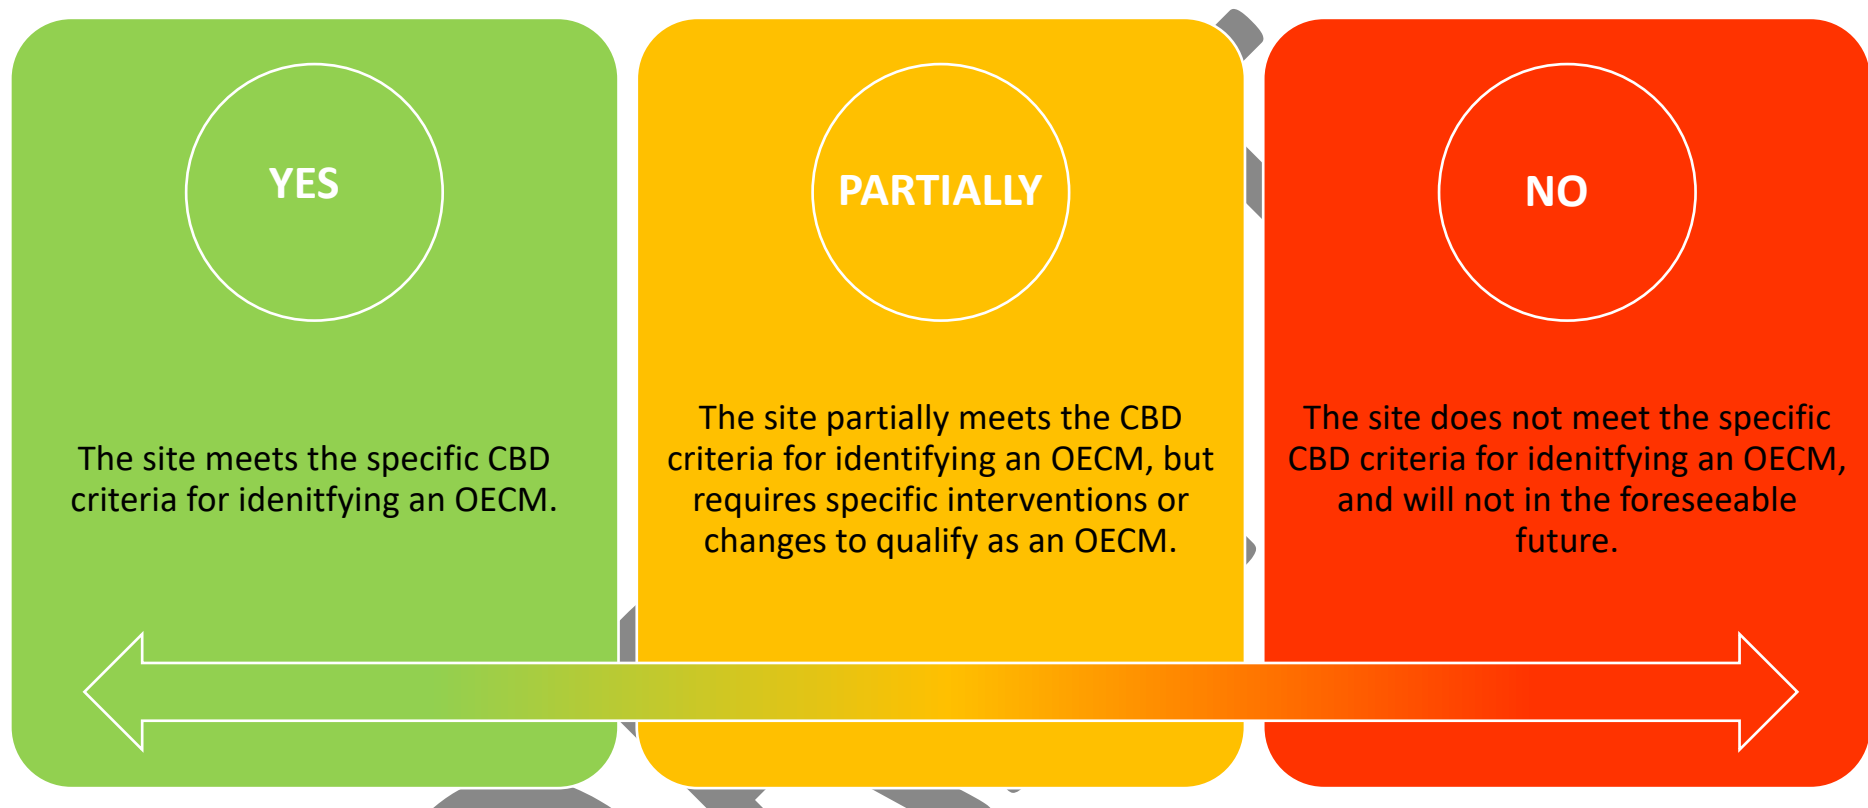 YES
The site meets the specific CBD
criteria for idenitfying an OECM.
PARTIALLY
The site partially meets the CBD
criteria for identifying an OECM, but
requires specific interventions or
changes to qualify as an OECM.
NO
The site does not meet the specific
CBD criteria for idenitfying an OECM,
and will not in the foreseeable
future.